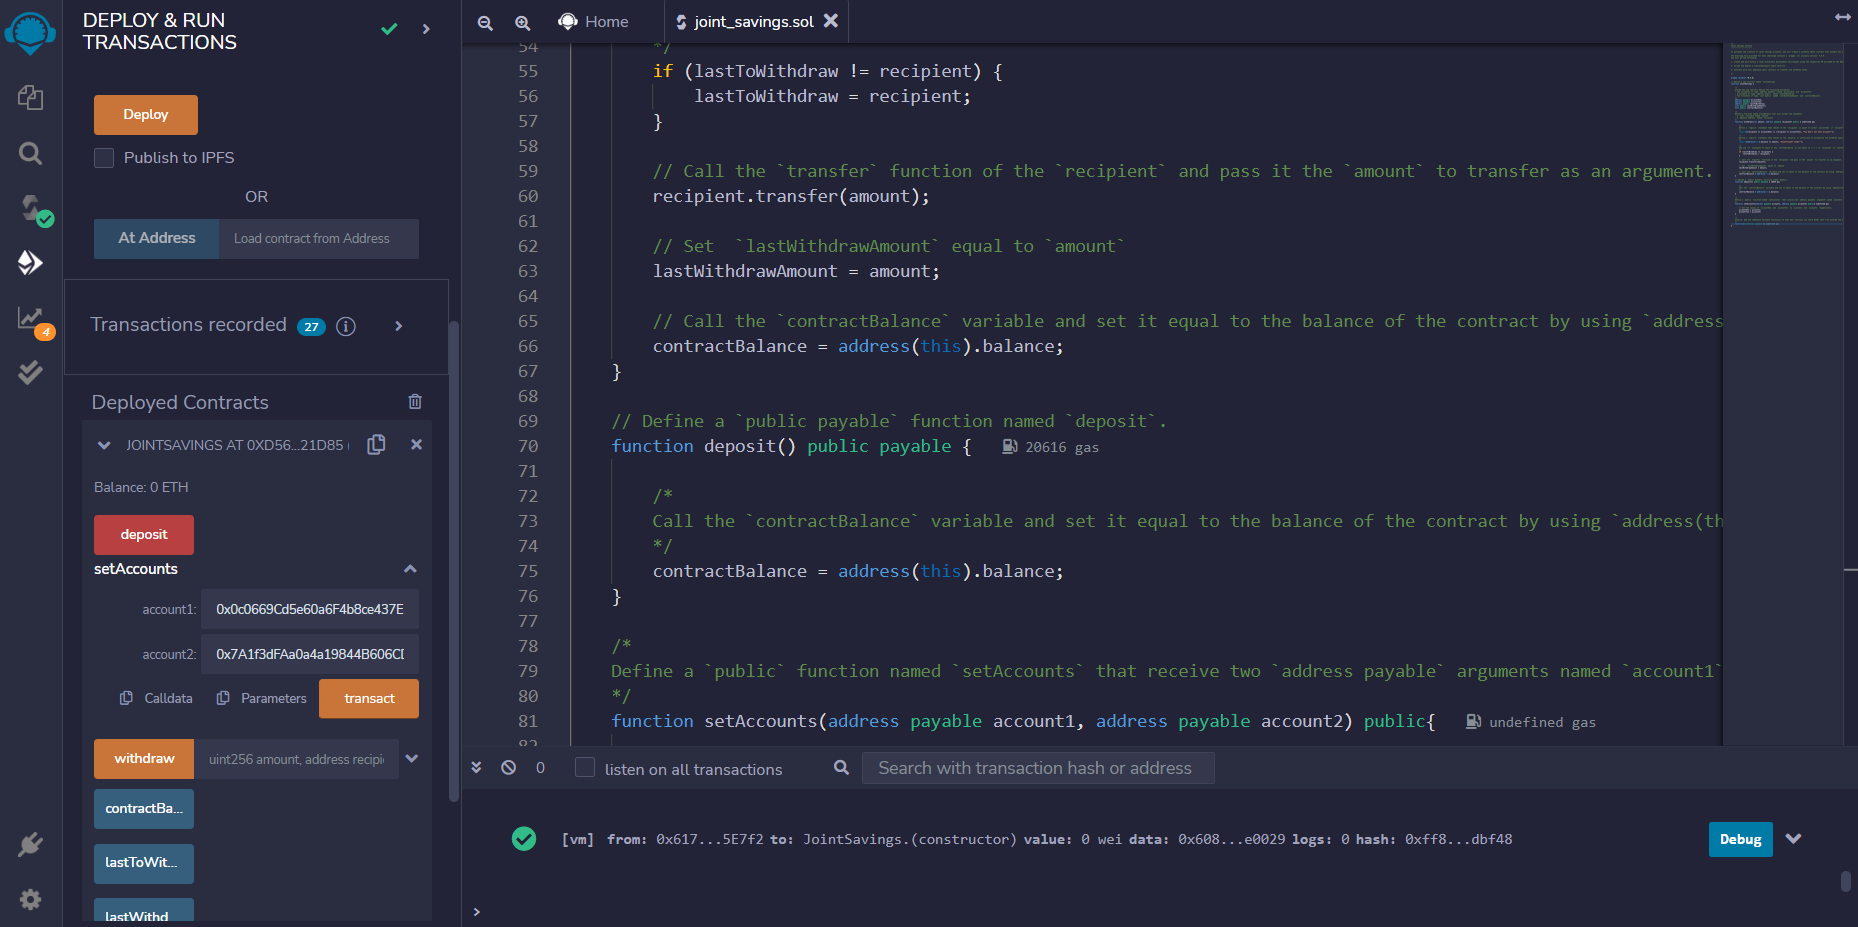 DEPLOY & RUN
TRANSACTIONS
Deploy
Publish to IPFS
OR
At Address
Load contract from Address
Transactions recorded 27
Deployed Contracts
JOINTSAVINGS AT 0XD56...21D85
Balance: 0 ETH
deposit
setAccounts
account1: 0x0c0669Cd5e60a6F4b8ce437E
account2: 0x7A1f3dFAa0a4a19844B606CD
Calldata Parameters transact
withdraw uint256 amount, address recipi
contractBa...
lastToWit...
lastWithd
4
Home joint_savings.sol
54 */
55 if (lastToWithdraw != recipient) {
56 lastToWithdraw = recipient;
57 }
58
59 // Call the `transfer` function of the `recipient` and pass it the `amount` to transfer as an argument.
60 recipient.transfer(amount);
61
62 // Set  `lastWithdrawAmount` equal to `amount`
63 lastWithdrawAmount = amount;
64
65 // Call the `contractBalance` variable and set it equal to the balance of the contract by using `address
66 contractBalance = address(this).balance;
67 }
68
69 // Define a `public payable` function named `deposit`.
70 function deposit() public payable { 20616 gas
71
72 /*
73 Call the `contractBalance` variable and set it equal to the balance of the contract by using `address(th
74 */
75 contractBalance = address(this).balance;
76 }
77
78 /*
79 Define a `public` function named `setAccounts` that receive two `address payable` arguments named `account1`
80 */
81 function setAccounts(address payable account1, address payable account2) public{ undefined gas
82
0 listen on all transactions Search with transaction hash or address
[vm] from: 0x617...5E7f2 to: JointSavings.(constructor) value: 0 wei data: 0x608...e0029 logs: 0 hash: 0xff8...dbf48 Debug
>